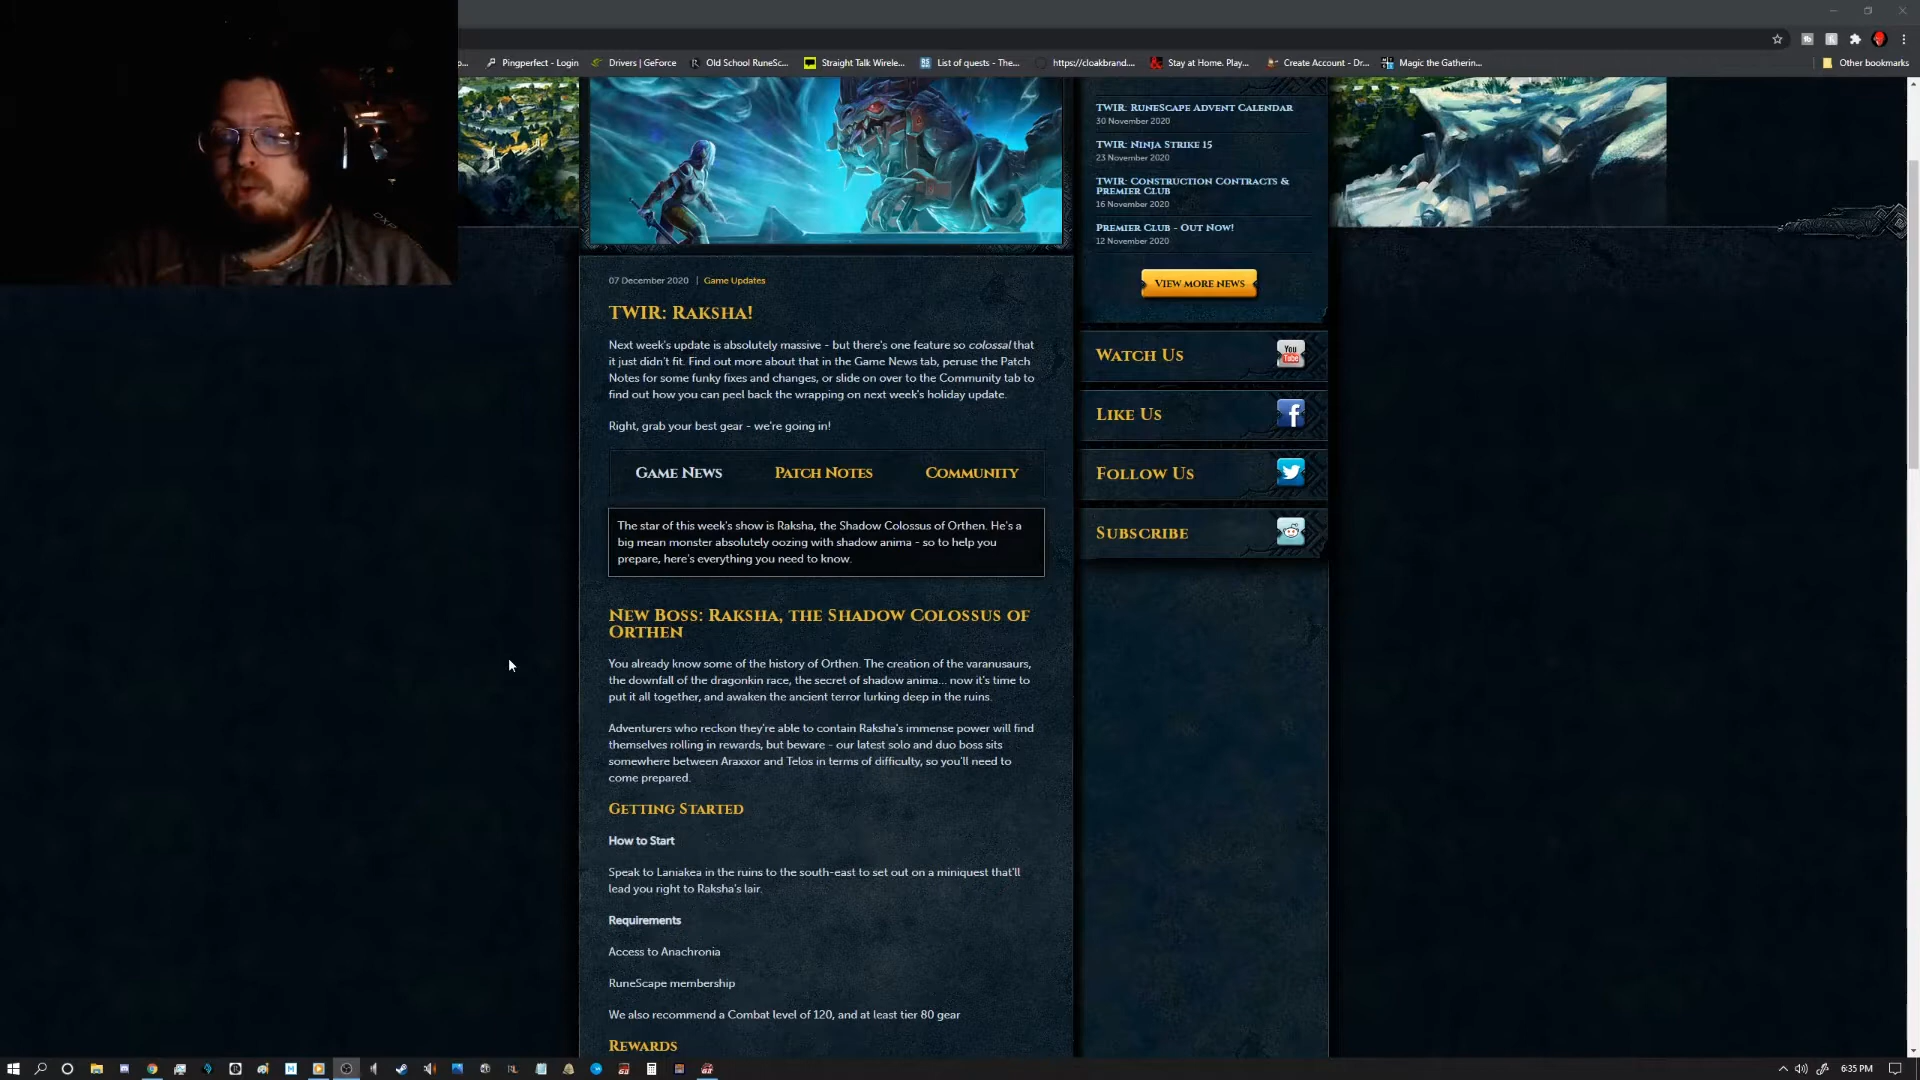 o... Pingperfect - Login Drivers | GeForce Old School RuneSc... Straight Talk Wirele... List of quests - The... https://cloakbrand.... Stay at Home. Play... Create Account - Dr... Magic the Gatherin... Other bookmarks
TWIR: RuneScape Advent Calendar
30 November 2020
TWIR: Ninja Strike 15
23 November 2020
TWIR: Construction Contracts &
Premier Club
16 November 2020
Premier Club - Out Now!
12 November 2020
View More News
07 December 2020 | Game Updates
TWIR: Raksha!
Next week's update is absolutely massive - but there's one feature so colossal that
it just didn't fit. Find out more about that in the Game News tab, peruse the Patch
Notes for some funky fixes and changes, or slide on over to the Community tab to
find out how you can peel back the wrapping on next week's holiday update.
Right, grab your best gear - we're going in!
Game News Patch Notes Community
The star of this week's show is Raksha, the Shadow Colossus of Orthen. He's a
big mean monster absolutely oozing with shadow anima - so to help you
prepare, here's everything you need to know.
New Boss: Raksha, the Shadow Colossus of
Orthen
You already know some of the history of Orthen. The creation of the varanusaurs,
the downfall of the dragonkin race, the secret of shadow anima... now it's time to
put it all together, and awaken the ancient terror lurking deep in the ruins.
Adventurers who reckon they're able to contain Raksha's immense power will find
themselves rolling in rewards, but beware - our latest solo and duo boss sits
somewhere between Araxxor and Telos in terms of difficulty, so you'll need to
come prepared.
Getting Started
How to Start
Speak to Laniakea in the ruins to the south-east to set out on a miniquest that'll
lead you right to Raksha's lair.
Requirements
Access to Anachronia
RuneScape membership
We also recommend a Combat level of 120, and at least tier 80 gear
Rewards
Watch Us
You Tube
Like Us
Follow Us
Subscribe
6:35 PM